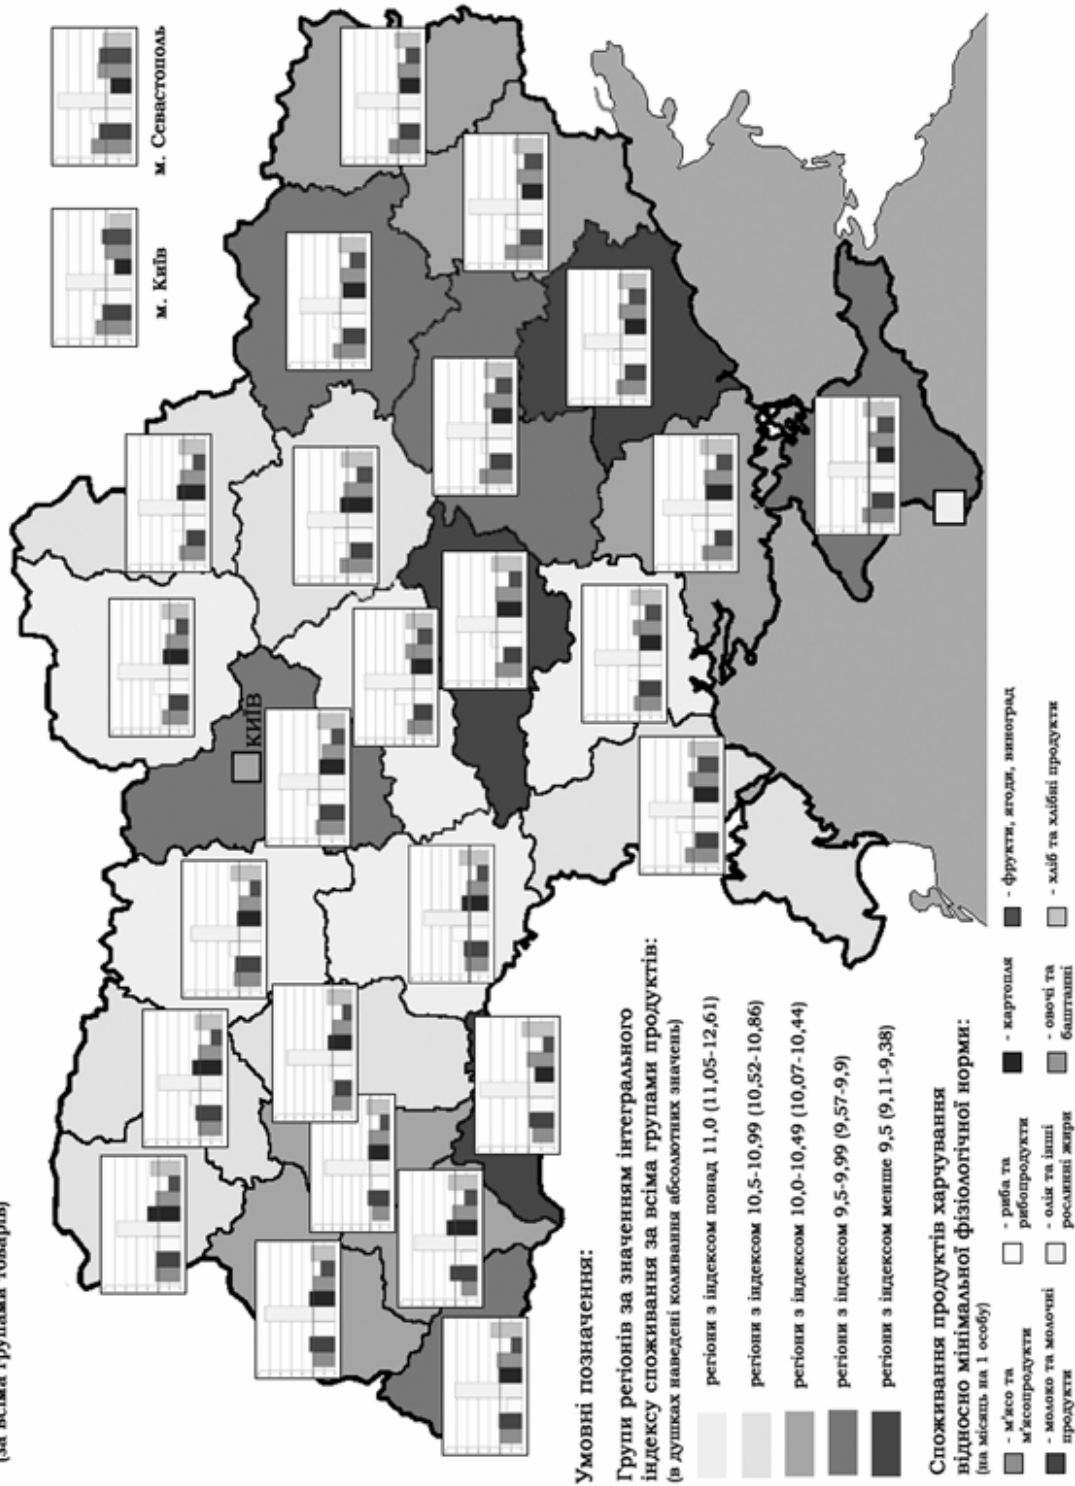 (за всіма групами товарів)
м. Київ
м. Севастополь
КИЇВ
Умовні позначення:
Групи регіонів за значенням інтегрального
індексу споживання за всіма групами продуктів:
(в душках наведені коливання абсолютних значень)
регіони з індексом понад 11,0 (11,05-12,61)
регіони з індексом 10,5-10,99 (10,52-10,86)
регіони з індексом 10,0-10,49 (10,07-10,44)
регіони з індексом 9,5-9,99 (9,57-9,9)
регіони з індексом менше 9,5 (9,11-9,38)
Споживання продуктів харчування
відносно мінімальної фізіологічної норми:
(на місяць на 1 особу)
- м'ясо та
м'ясопродукти
- молоко та молочні
продукти
- риба та
рибопродукти
- олія та інші
рослинні жири
- картопля
- овочі та
баштанні
- фрукти, ягоди, виноград
- хліб та хлібні продукти